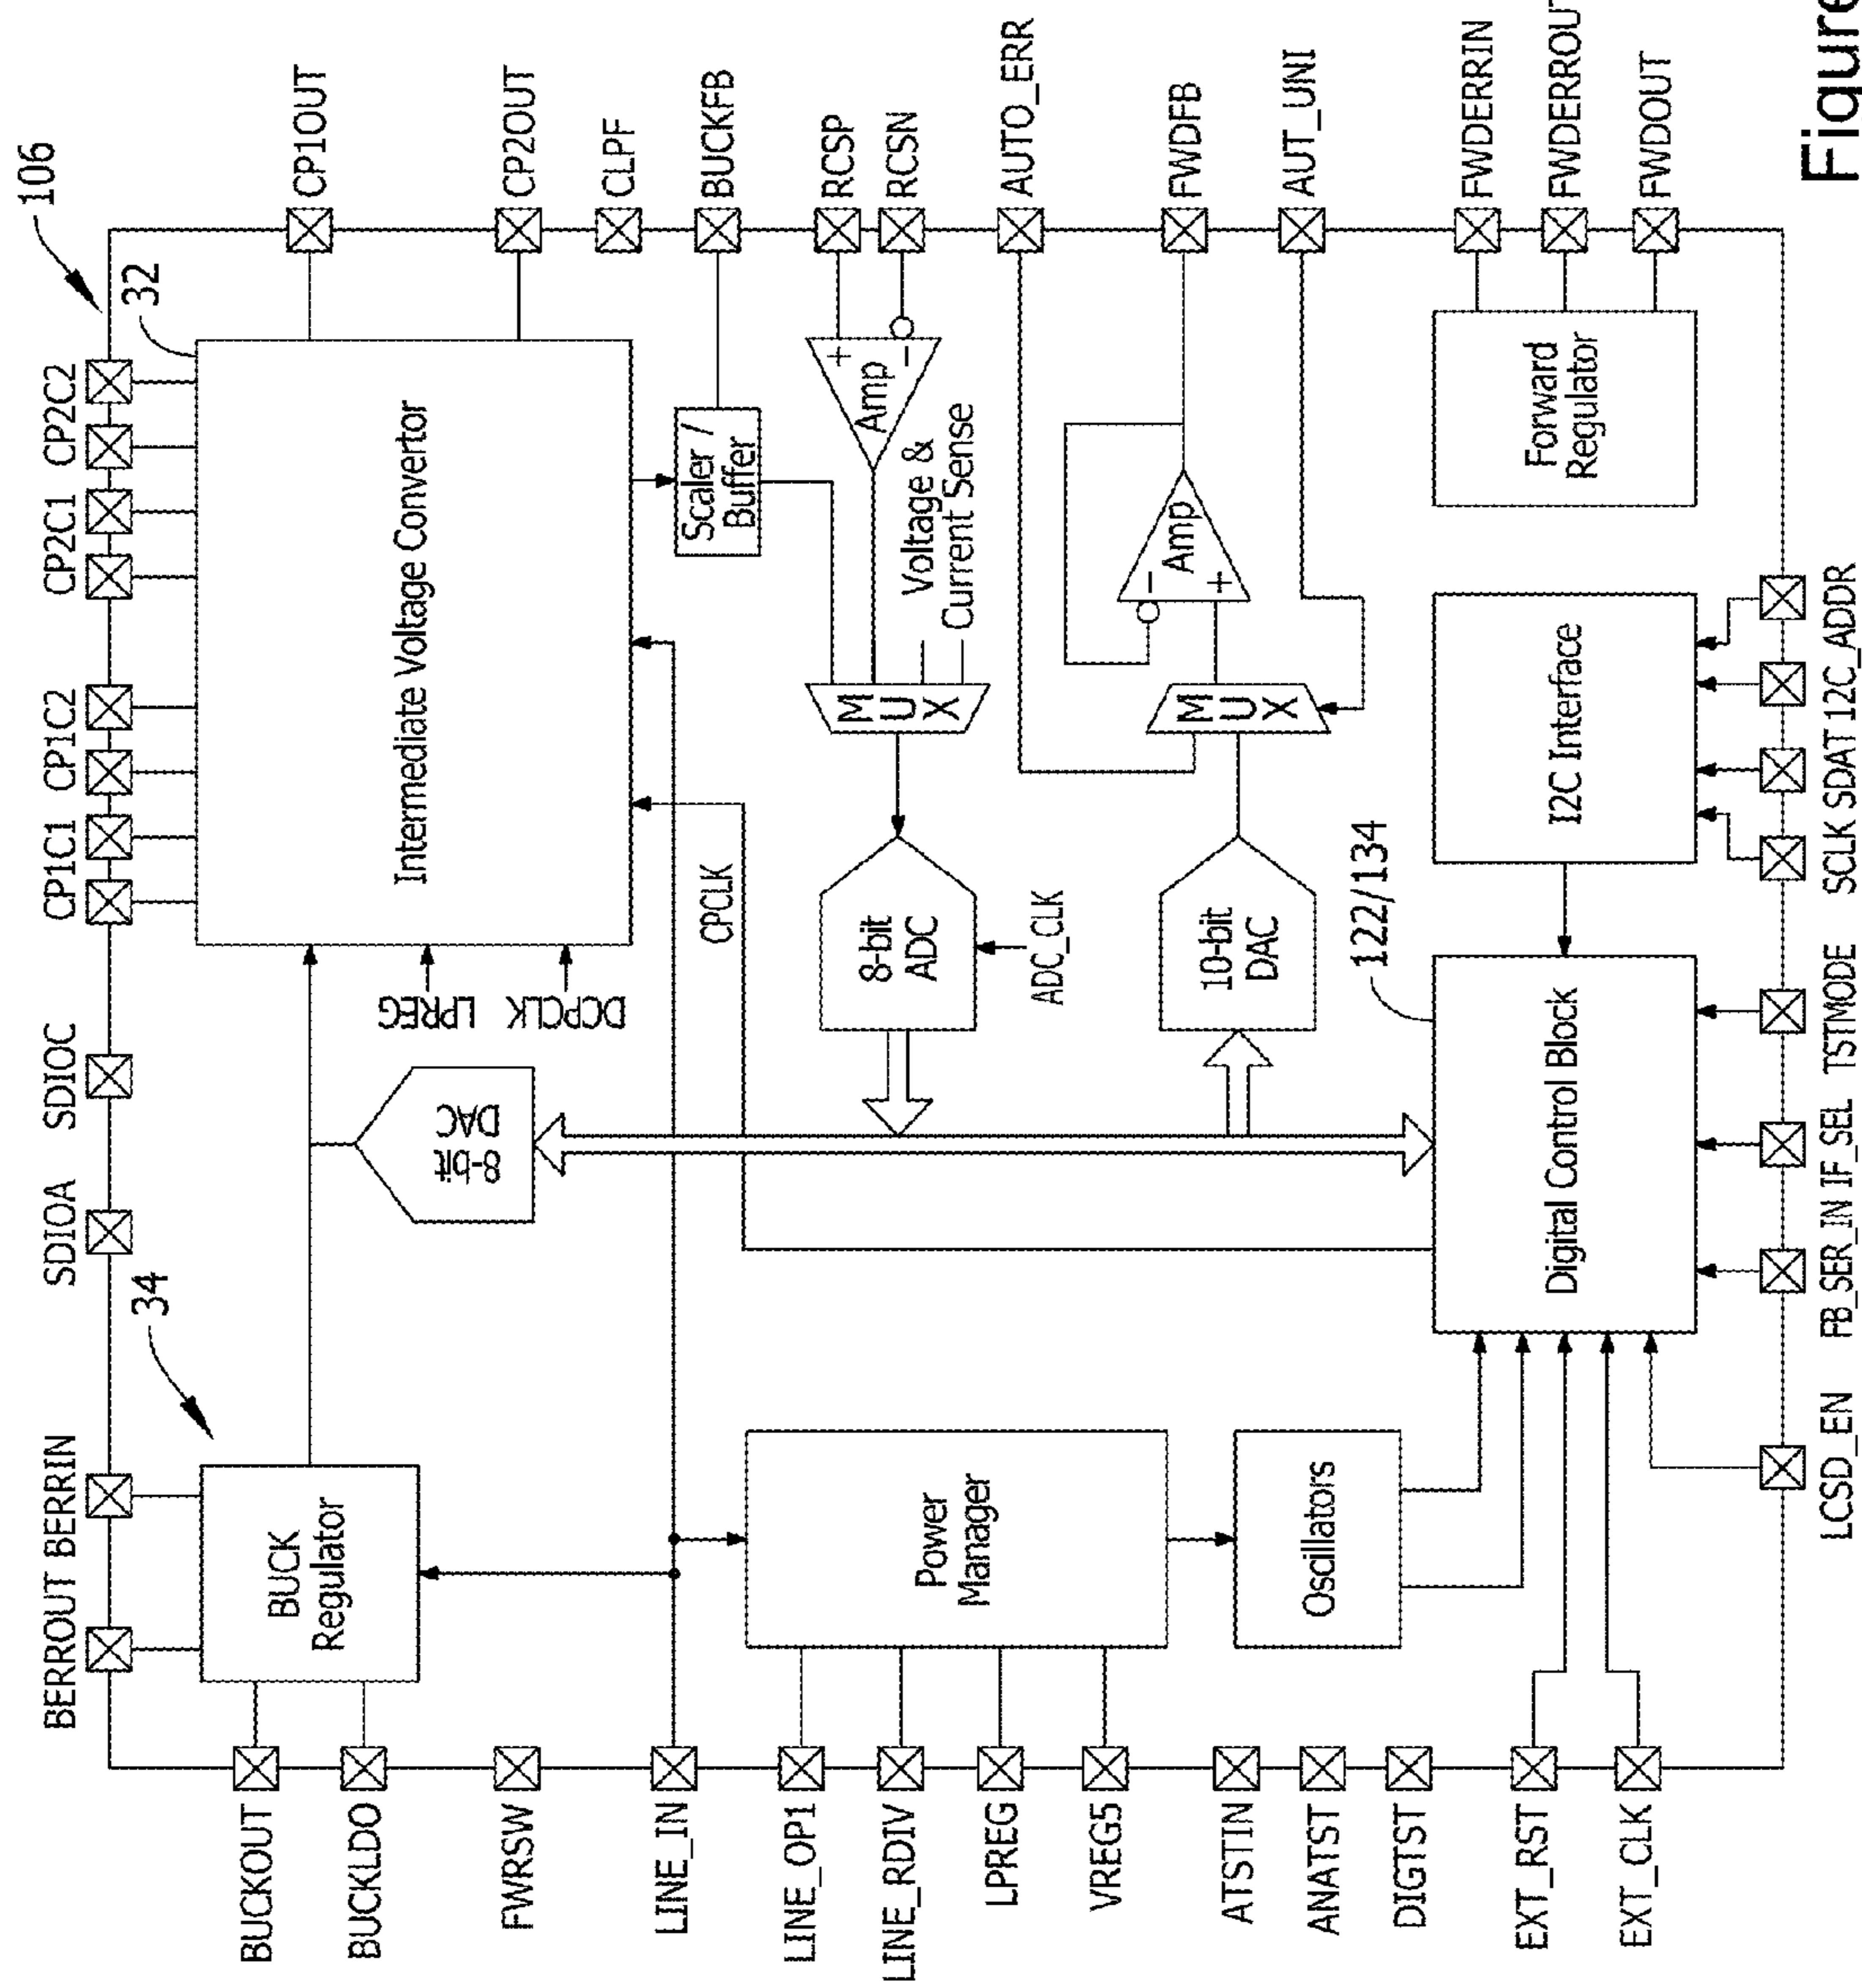 106
32
34
CP1C1 CP1C2 CP2C1 CP2C2
SDIOA SDIOC
BERROUT BERRIN
BUCKOUT
BUCKLDO
FWRSW
LINE_IN
LINE_OP1
LINE_RDIV
LPREG
VREG5
ATSTIN
ANATST
DIGTST
EXT_RST
EXT_CLK
BUCK
Regulator
8-bit
DAC
LPREG
DCPCLK
Intermediate Voltage Convertor
CPCLK
Scaler /
Buffer
Amp
+
-
Voltage &
Current Sense
M
U
X
8-bit
ADC
ADC_CLK
10-bit
DAC
M
U
X
Amp
-
+
Power
Manager
Oscillators
122/134
Digital Control Block
I2C Interface
Forward
Regulator
CP1OUT
CP2OUT
CLPF
BUCKFB
RCSP
RCSN
AUTO_ERR
FWDFB
AUT_UNI
FWDERRIN
FWDERROUT
FWDOUT
LCSD_EN FB_SER_IN IF_SEL TSTMODE SCLK SDAT 12C_ADDR
Figure